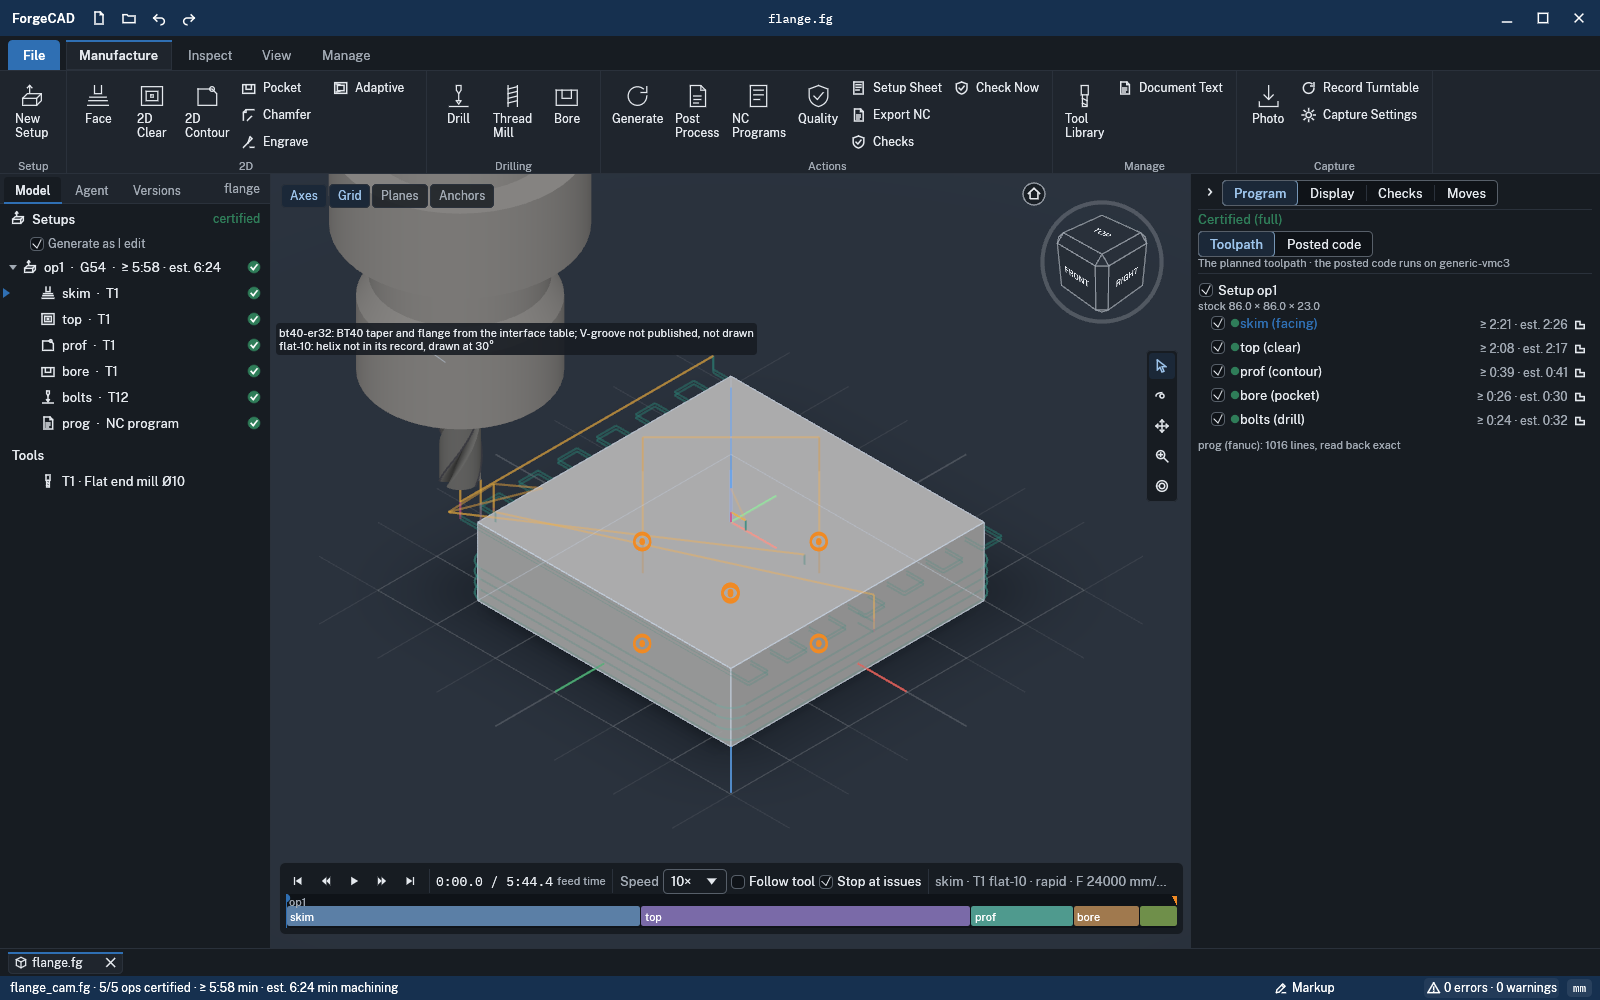 ForgeCAD
flange.fg
File
Manufacture
Inspect
View
Manage
New Setup
Setup
Face
2D Clear
2D Contour
Pocket
Chamfer
Engrave
Adaptive
2D
Drill
Thread Mill
Bore
Drilling
Generate
Post Process
NC Programs
Quality
Setup Sheet
Export NC
Checks
Check Now
Actions
Tool Library
Document Text
Manage
Photo
Record Turntable
Capture Settings
Capture
Model
Agent
Versions
flange
Setups
certified
Generate as I edit
op1 · G54 · ≥ 5:58 · est. 6:24
skim · T1
top · T1
prof · T1
bore · T1
bolts · T12
prog · NC program
Tools
T1 · Flat end mill Ø10
Axes
Grid
Planes
Anchors
bt40-er32: BT40 taper and flange from the interface table; V-groove not published, not drawn
flat-10: helix not in its record, drawn at 30°
TOP
FRONT
RIGHT
0:00.0 / 5:44.4 feed time
Speed
10×
Follow tool
Stop at issues
skim · T1 flat-10 · rapid · F 24000 mm/...
op1
skim
top
prof
bore
Program
Display
Checks
Moves
Certified (full)
Toolpath
Posted code
The planned toolpath · the posted code runs on generic-vmc3
Setup op1
stock 86.0 × 86.0 × 23.0
skim (facing) ≥ 2:21 · est. 2:26
top (clear) ≥ 2:08 · est. 2:17
prof (contour) ≥ 0:39 · est. 0:41
bore (pocket) ≥ 0:26 · est. 0:30
bolts (drill) ≥ 0:24 · est. 0:32
prog (fanuc): 1016 lines, read back exact
flange.fg
flange_cam.fg · 5/5 ops certified · ≥ 5:58 min · est. 6:24 min machining
Markup
0 errors · 0 warnings
mm